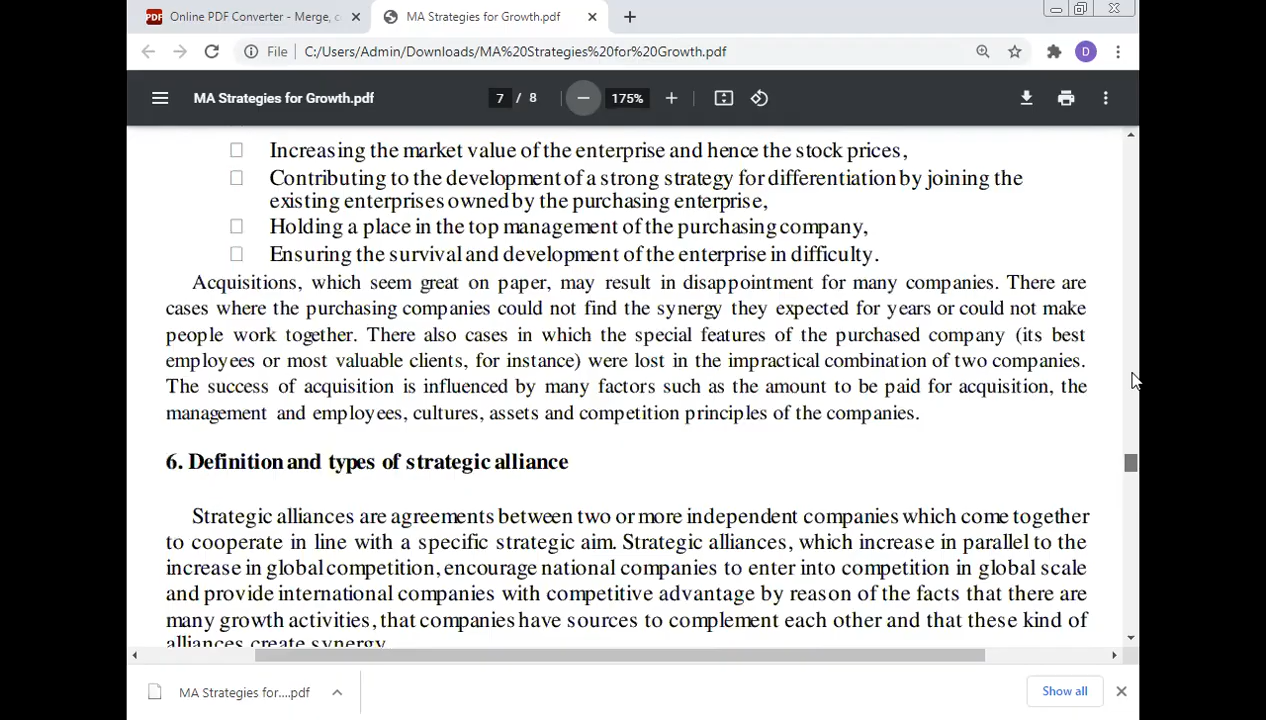 Online PDF Converter - Merge, c
MA Strategies for Growth.pdf
File
C:/Users/Admin/Downloads/MA%20Strategies%20for%20Growth.pdf
D
MA Strategies for Growth.pdf
7 / 8
175%
Increasing the market value of the enterprise and hence the stock prices,
Contributing to the development of a strong strategy for differentiation by joining the
existing enterprises owned by the purchasing enterprise,
Holding a place in the top management of the purchasing company,
Ensuring the survival and development of the enterprise in difficulty.
Acquisitions, which seem great on paper, may result in disappointment for many companies. There are
cases where the purchasing companies could not find the synergy they expected for years or could not make
people work together. There also cases in which the special features of the purchased company (its best
employees or most valuable clients, for instance) were lost in the impractical combination of two companies.
The success of acquisition is influenced by many factors such as the amount to be paid for acquisition, the
management and employees, cultures, assets and competition principles of the companies.
6. Definition and types of strategic alliance
Strategic alliances are agreements between two or more independent companies which come together
to cooperate in line with a specific strategic aim. Strategic alliances, which increase in parallel to the
increase in global competition, encourage national companies to enter into competition in global scale
and provide international companies with competitive advantage by reason of the facts that there are
many growth activities, that companies have sources to complement each other and that these kind of
alliances create synergy.
MA Strategies for....pdf
Show all